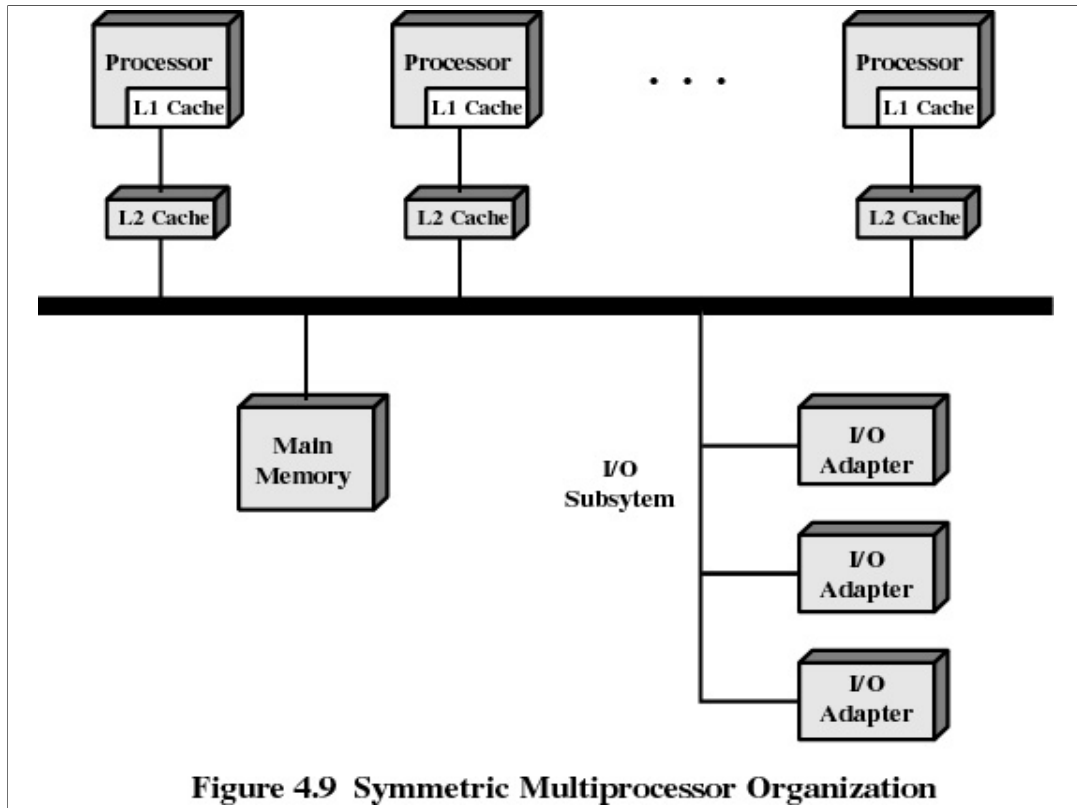 Processor
L1 Cache
L2 Cache
Processor
L1 Cache
L2 Cache
. . .
Processor
L1 Cache
L2 Cache
Main
Memory
I/O
Subsytem
I/O
Adapter
I/O
Adapter
I/O
Adapter
Figure 4.9 Symmetric Multiprocessor Organization